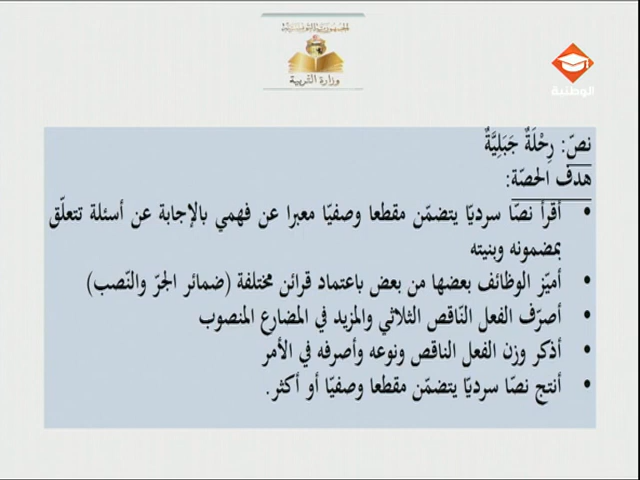 الجمهورية التونسية
وزارة التربية
الوطنية
نصّ: رِحْلَةٌ جَبَلِيَّةٌ
هدف الحصّة:
• أقرأ نصّا سرديّا يتضمّن مقطعا وصفيّا معبرا عن فهمي بالإجابة عن أسئلة تتعلّق
بمضمونه وبنيته
• أميّز الوظائف بعضها من بعض باعتماد قرائن مختلفة (ضمائر الجرّ والنّصب)
• أصرّف الفعل النّاقص الثلاثي والمزيد في المضارع المنصوب
• أذكر وزن الفعل الناقص ونوعه وأصرفه في الأمر
• أنتج نصّا سرديّا يتضمّن مقطعا وصفيّا أو أكثر.